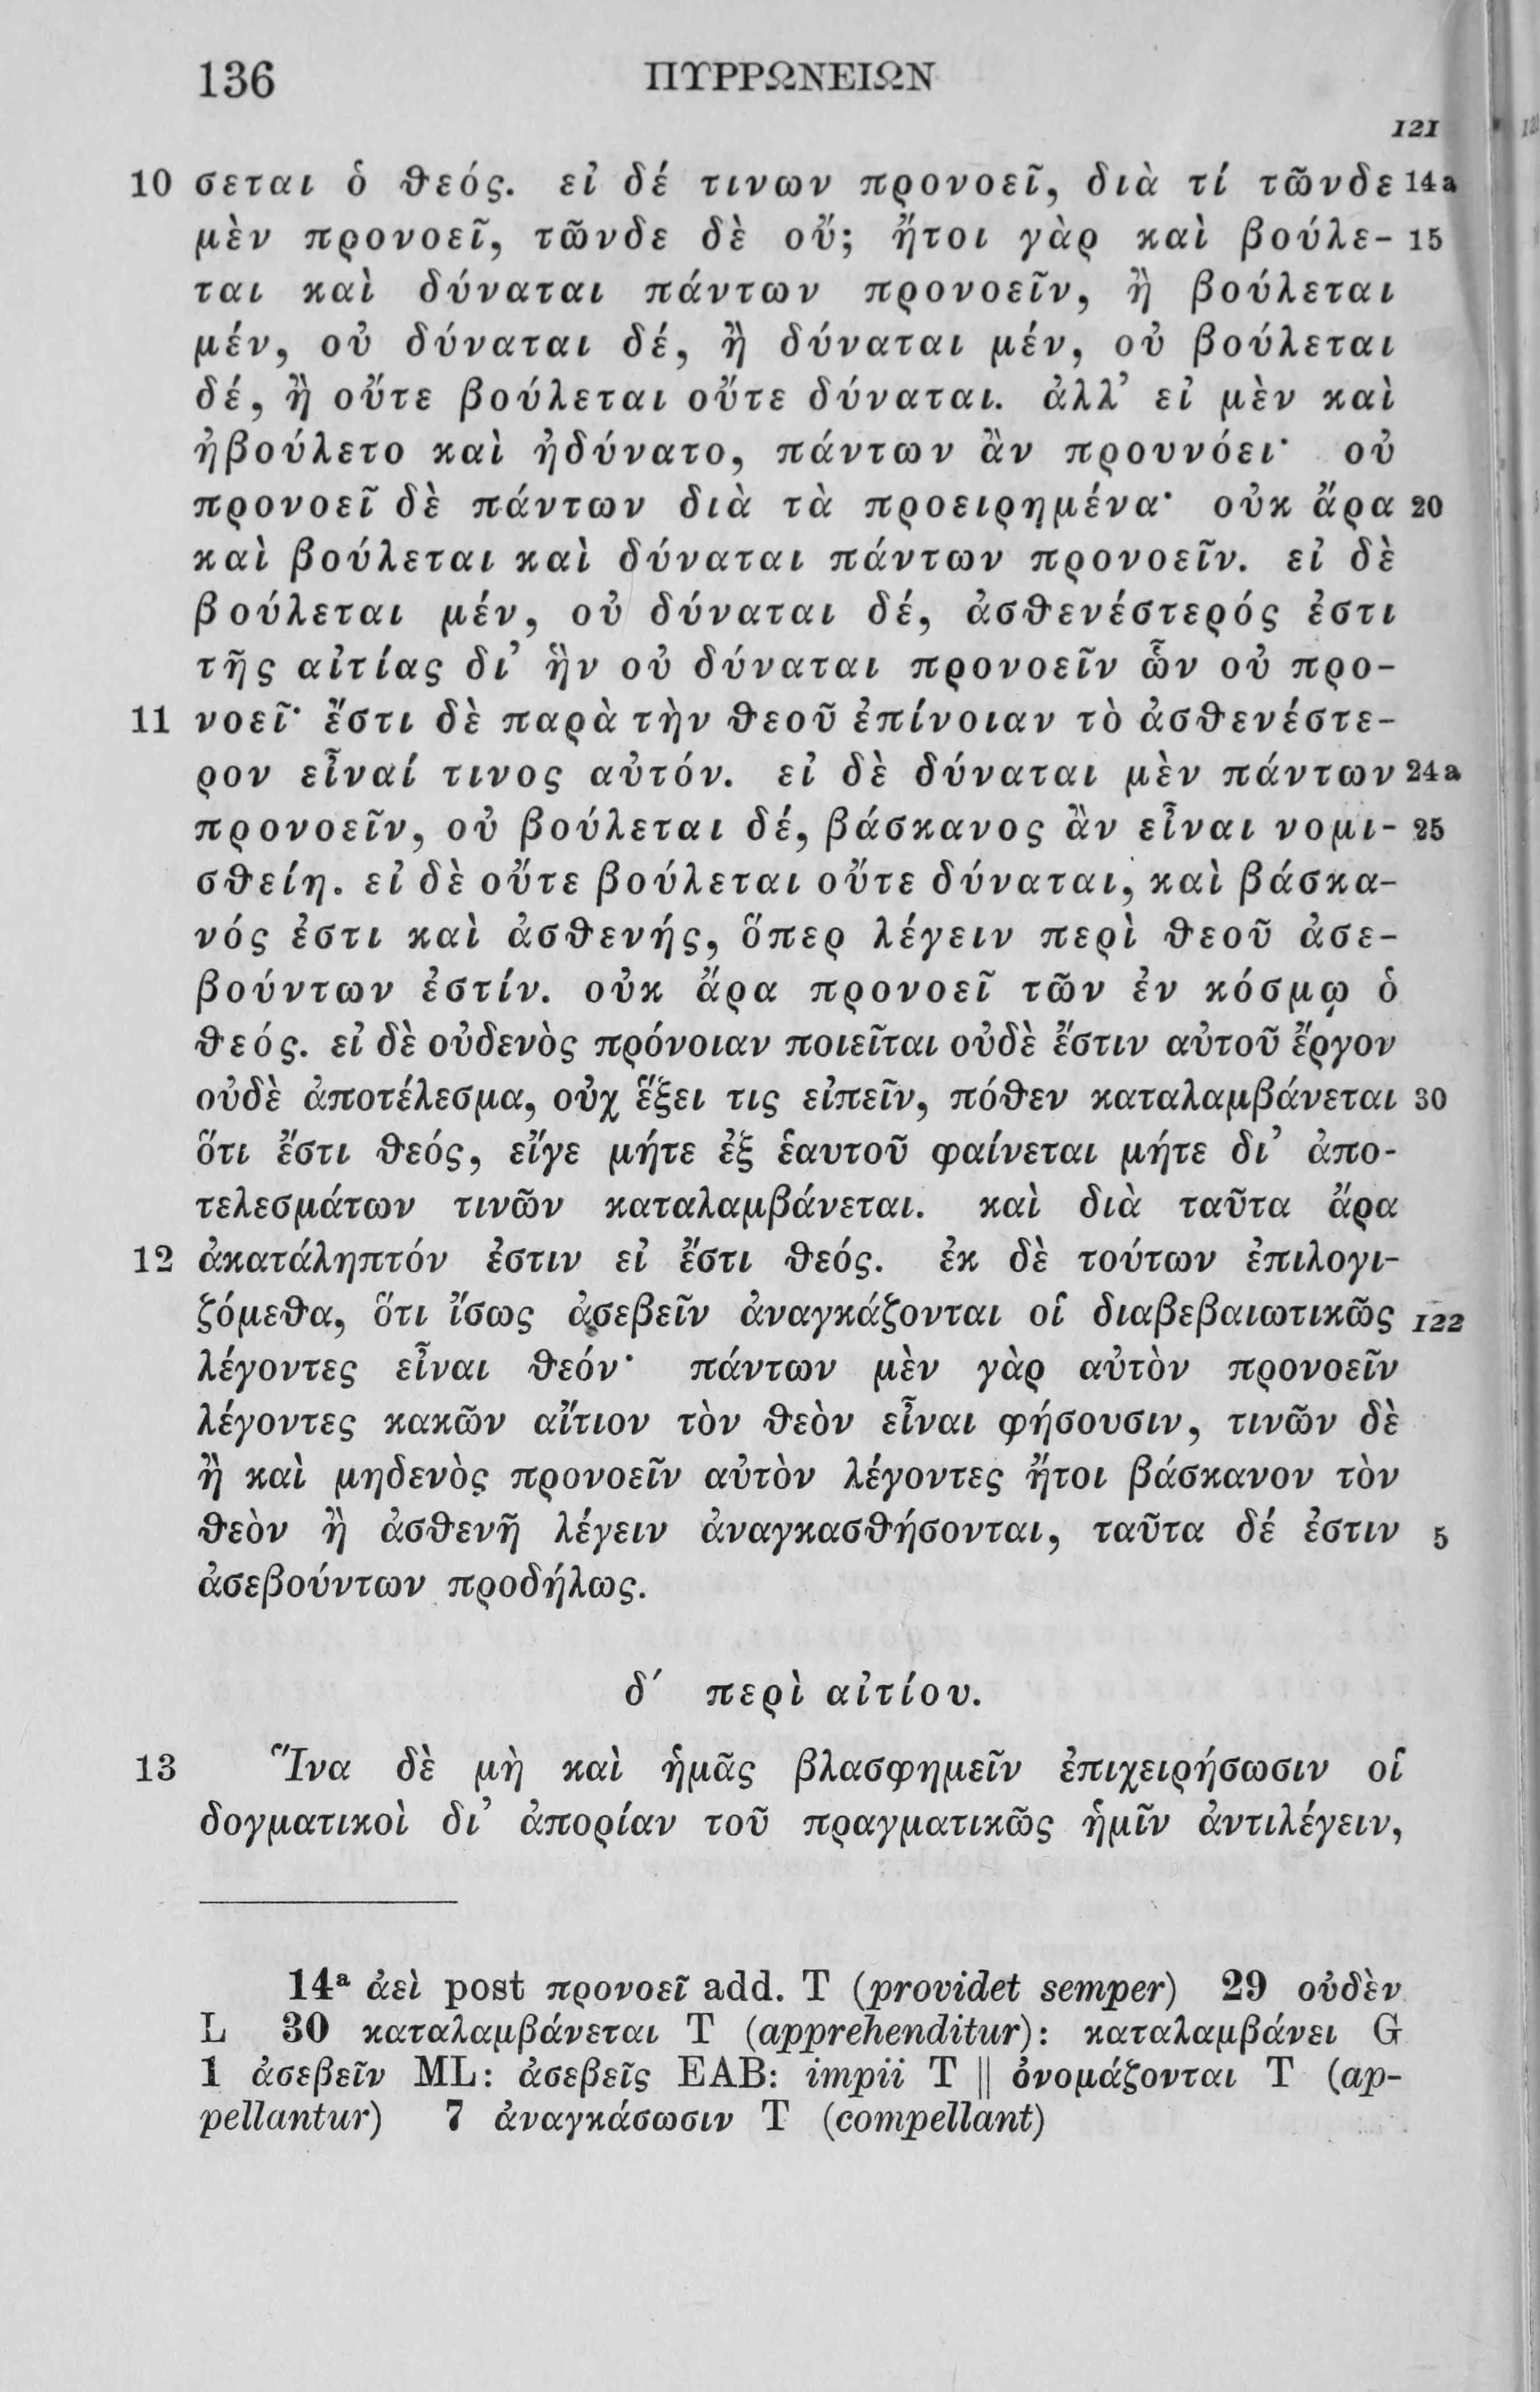 136 ΠΥΡΡΩΝΕΙΩΝ
121
10 σεται ὁ θεός. εἰ δέ τινων προνοεῖ, διὰ τί τῶνδε 14a
μὲν προνοεῖ, τῶνδε δὲ οὔ; ἤτοι γὰρ καὶ βούλε- 15
ται καὶ δύναται πάντων προνοεῖν, ἢ βούλεται
μέν, οὐ δύναται δέ, ἢ δύναται μέν, οὐ βούλεται
δέ, ἢ οὔτε βούλεται οὔτε δύναται. ἀλλ’ εἰ μὲν καὶ
ἠβούλετο καὶ ἠδύνατο, πάντων ἂν προυνόει· οὐ
προνοεῖ δὲ πάντων διὰ τὰ προειρημένα· οὐκ ἄρα 20
καὶ βούλεται καὶ δύναται πάντων προνοεῖν. εἰ δὲ
βούλεται μέν, οὐ δύναται δέ, ἀσθενέστερός ἐστι
τῆς αἰτίας δι’ ἣν οὐ δύναται προνοεῖν ὧν οὐ προ-
11 νοεῖ· ἔστι δὲ παρὰ τὴν θεοῦ ἐπίνοιαν τὸ ἀσθενέστε-
ρον εἶναί τινος αὐτόν. εἰ δὲ δύναται μὲν πάντων 24a
προνοεῖν, οὐ βούλεται δέ, βάσκανος ἂν εἶναι νομι- 25
σθείη. εἰ δὲ οὔτε βούλεται οὔτε δύναται, καὶ βάσκα-
νός ἐστι καὶ ἀσθενής, ὅπερ λέγειν περὶ θεοῦ ἀσε-
βούντων ἐστίν. οὐκ ἄρα προνοεῖ τῶν ἐν κόσμῳ ὁ
θεός. εἰ δὲ οὐδενὸς πρόνοιαν ποιεῖται οὐδὲ ἔστιν αὐτοῦ ἔργον
οὐδὲ ἀποτέλεσμα, οὐχ ἕξει τις εἰπεῖν, πόθεν καταλαμβάνεται 30
ὅτι ἔστι θεός, εἴγε μήτε ἐξ ἑαυτοῦ φαίνεται μήτε δι’ ἀπο-
τελεσμάτων τινῶν καταλαμβάνεται. καὶ διὰ ταῦτα ἄρα
12 ἀκατάληπτόν ἐστιν εἰ ἔστι θεός. ἐκ δὲ τούτων ἐπιλογι-
ζόμεθα, ὅτι ἴσως ἀσεβεῖν ἀναγκάζονται οἱ διαβεβαιωτικῶς 122
λέγοντες εἶναι θεόν· πάντων μὲν γὰρ αὐτὸν προνοεῖν
λέγοντες κακῶν αἴτιον τὸν θεὸν εἶναι φήσουσιν, τινῶν δὲ
ἢ καὶ μηδενὸς προνοεῖν αὐτὸν λέγοντες ἤτοι βάσκανον τὸν
θεὸν ἢ ἀσθενῆ λέγειν ἀναγκασθήσονται, ταῦτα δέ ἐστιν 5
ἀσεβούντων προδήλως.
δ′ περὶ αἰτίου.
13 Ἵνα δὲ μὴ καὶ ἡμᾶς βλασφημεῖν ἐπιχειρήσωσιν οἱ
δογματικοὶ δι’ ἀπορίαν τοῦ πραγματικῶς ἡμῖν ἀντιλέγειν,
14ᵃ ἀεὶ post προνοεῖ add. T (providet semper) 29 οὐδὲν
L 30 καταλαμβάνεται T (apprehenditur): καταλαμβάνει G
1 ἀσεβεῖν ML: ἀσεβεῖς EAB: impii T || ὀνομάζονται T (ap-
pellantur) 7 ἀναγκάσωσιν T (compellant)